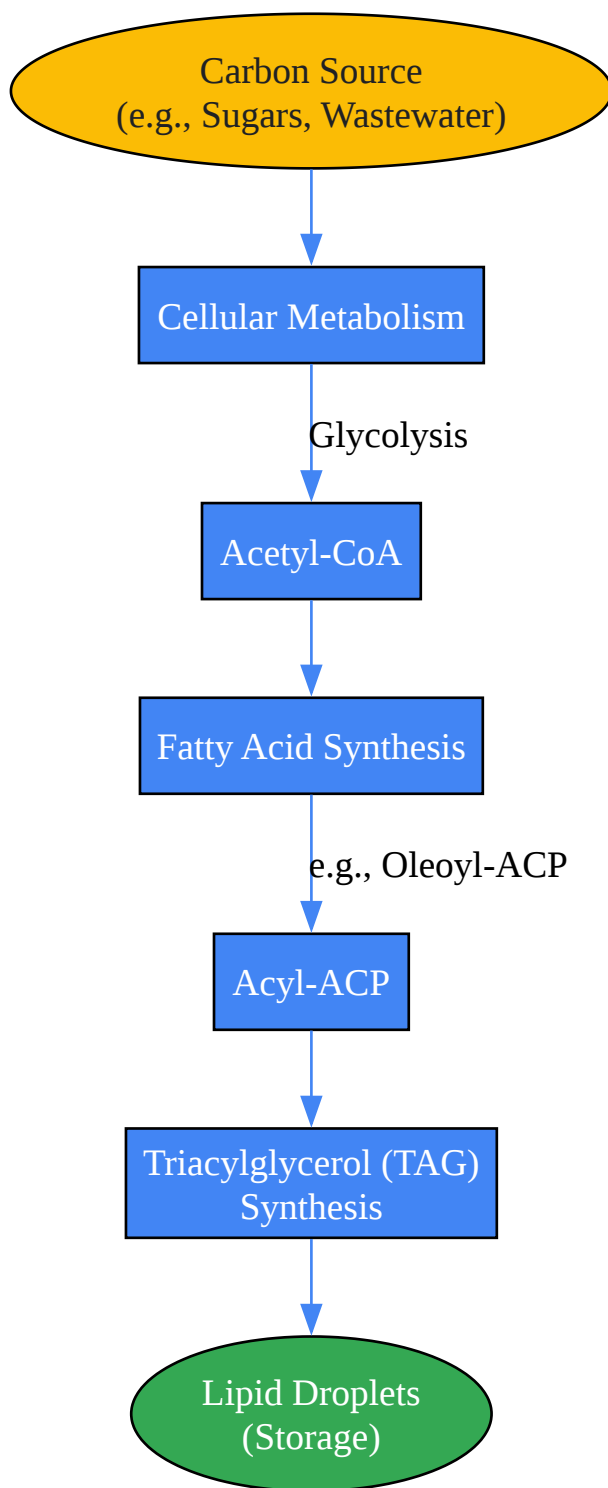 Carbon Source
(e.g., Sugars, Wastewater)
Cellular Metabolism
Glycolysis
Acetyl-CoA
Fatty Acid Synthesis
e.g., Oleoyl-ACP
Acyl-ACP
Triacylglycerol (TAG)
Synthesis
Lipid Droplets
(Storage)